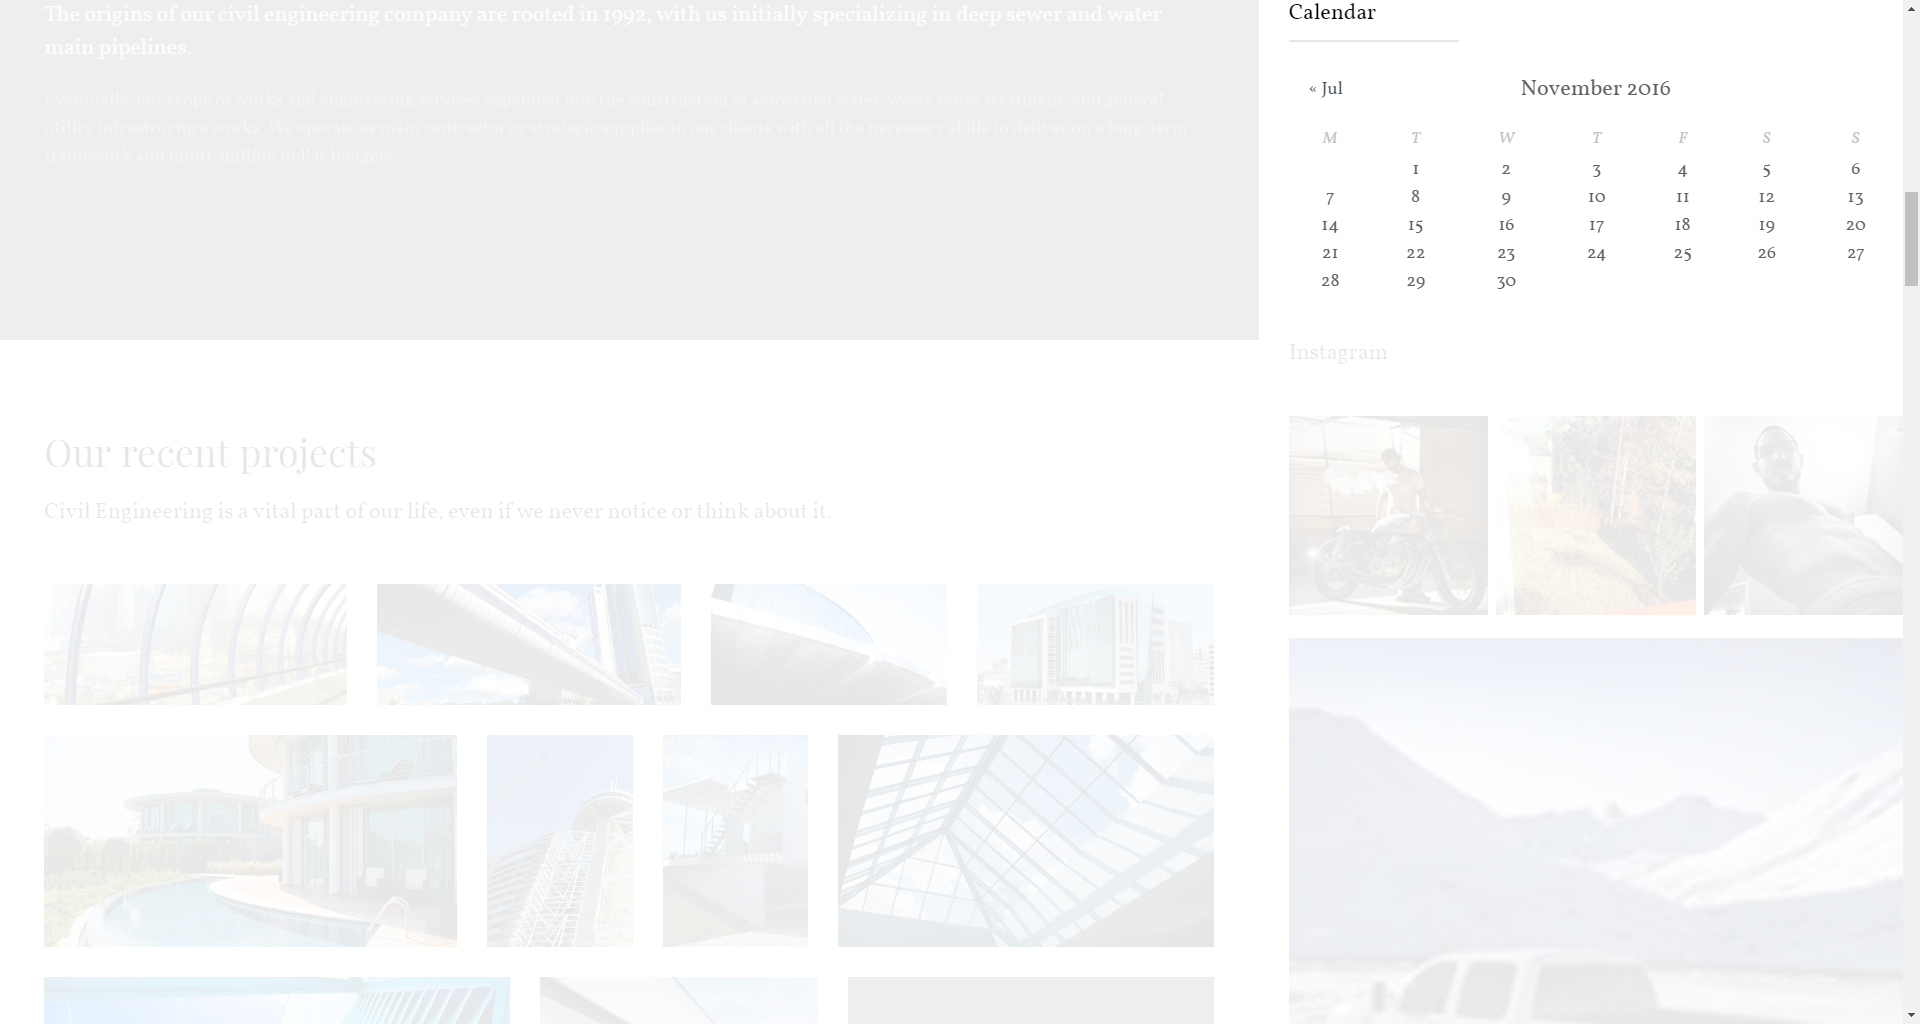 The origins of our civil engineering company are rooted in 1992, with us initially specializing in deep sewer and water
main pipelines.
Eventually, our scope of works and engineering services expanded into the construction of associated water, waste water treatment, and general
utility infrastructure works. We operate as main contractor or strategic supplier to our clients with all the necessary skills to deliver on a long-term
framework and multi-million dollar budgets...
Our recent projects
Civil Engineering is a vital part of our life, even if we never notice or think about it.
Calendar
« Jul
November 2016
M T W T F S S
1 2 3 4 5 6
7 8 9 10 11 12 13
14 15 16 17 18 19 20
21 22 23 24 25 26 27
28 29 30
Instagram